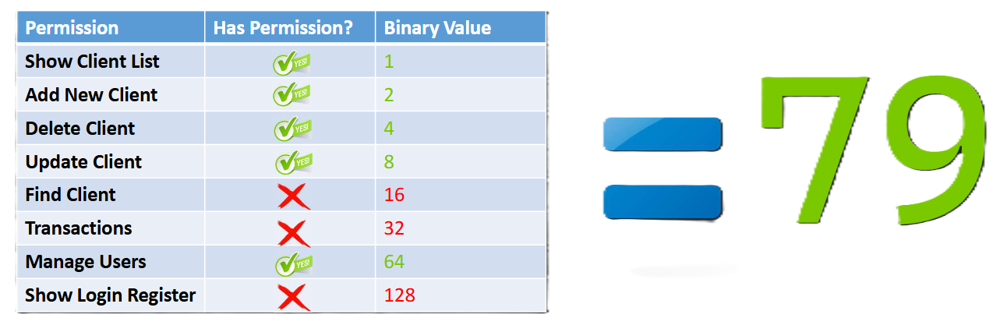 Permission Has Permission? Binary Value
Show Client List YES! 1
Add New Client YES! 2
Delete Client YES! 4
Update Client YES! 8
Find Client 16
Transactions 32
Manage Users YES! 64
Show Login Register 128
= 79